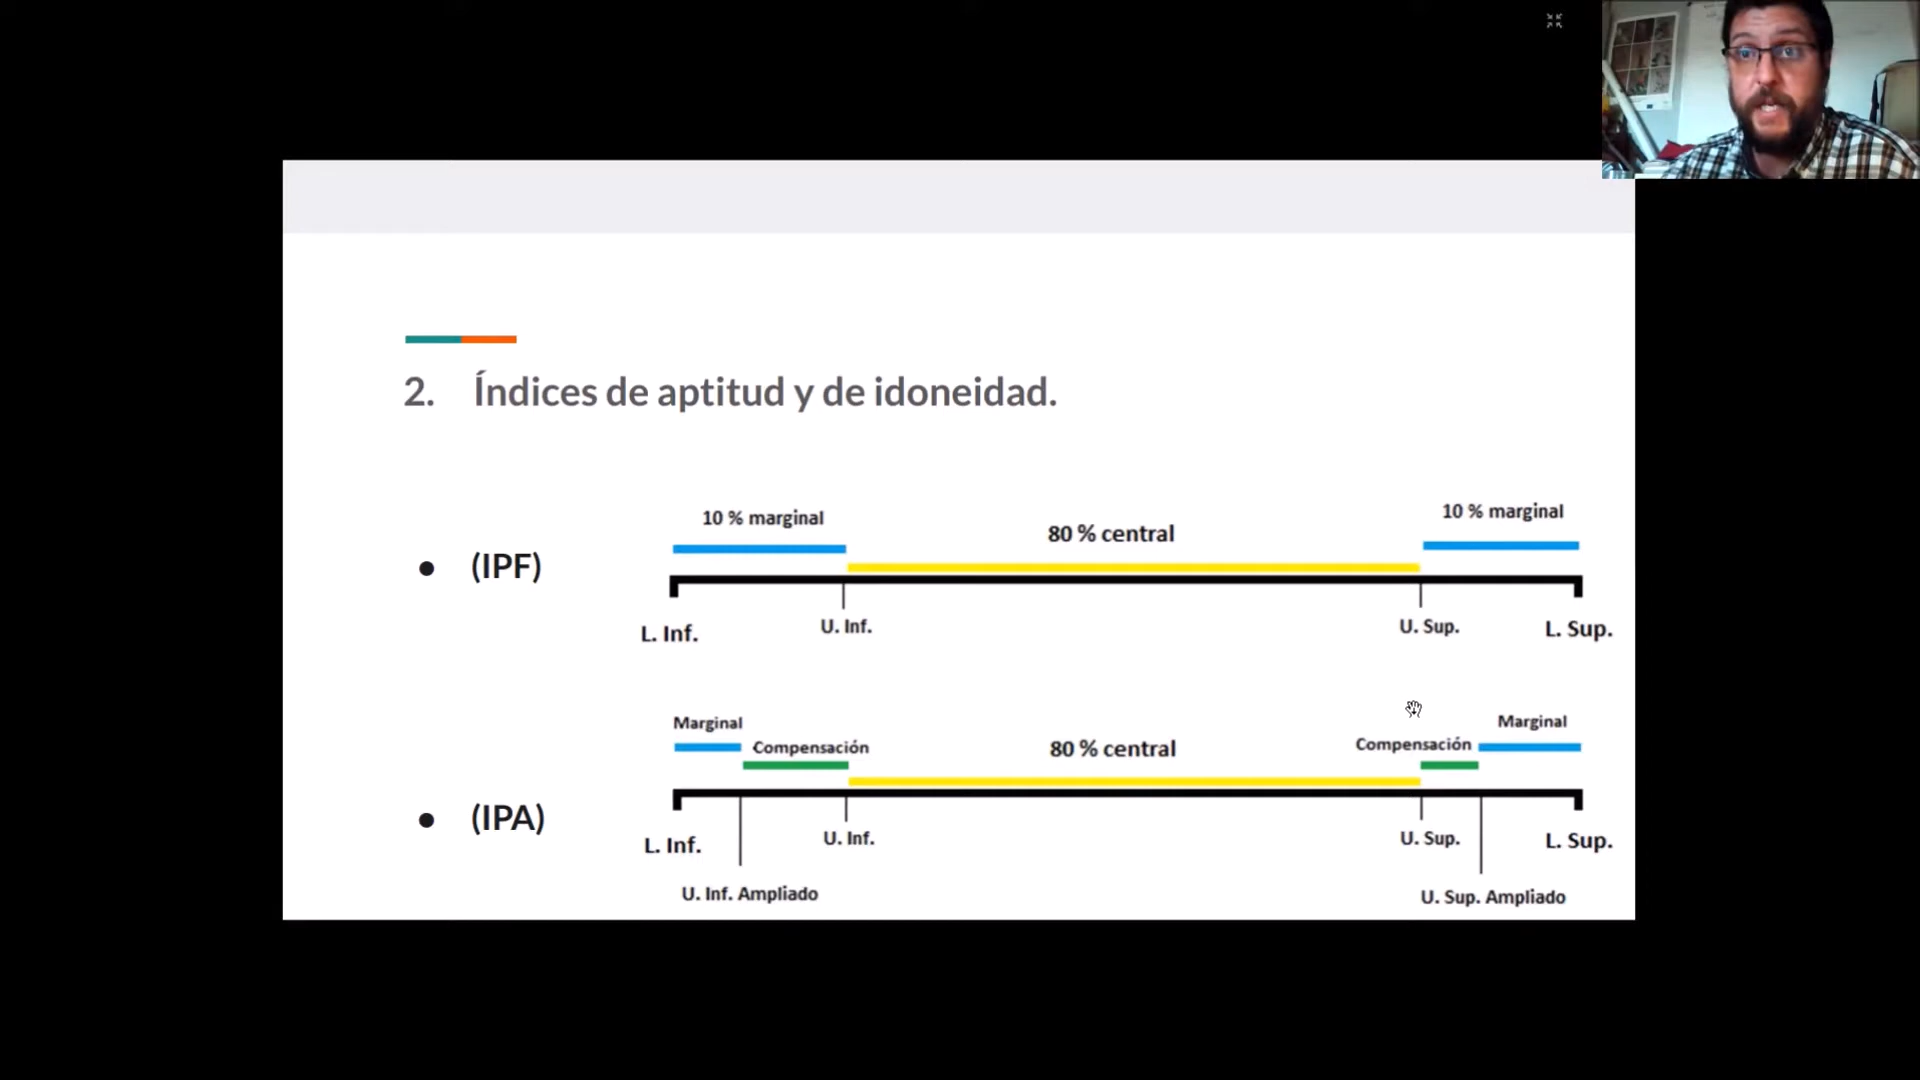 2. Índices de aptitud y de idoneidad.
10 % marginal
80 % central
10 % marginal
● (IPF)
L. Inf.
U. Inf.
U. Sup.
L. Sup.
Marginal
Compensación
80 % central
Compensación
Marginal
● (IPA)
L. Inf.
U. Inf.
U. Sup.
L. Sup.
U. Inf. Ampliado
U. Sup. Ampliado